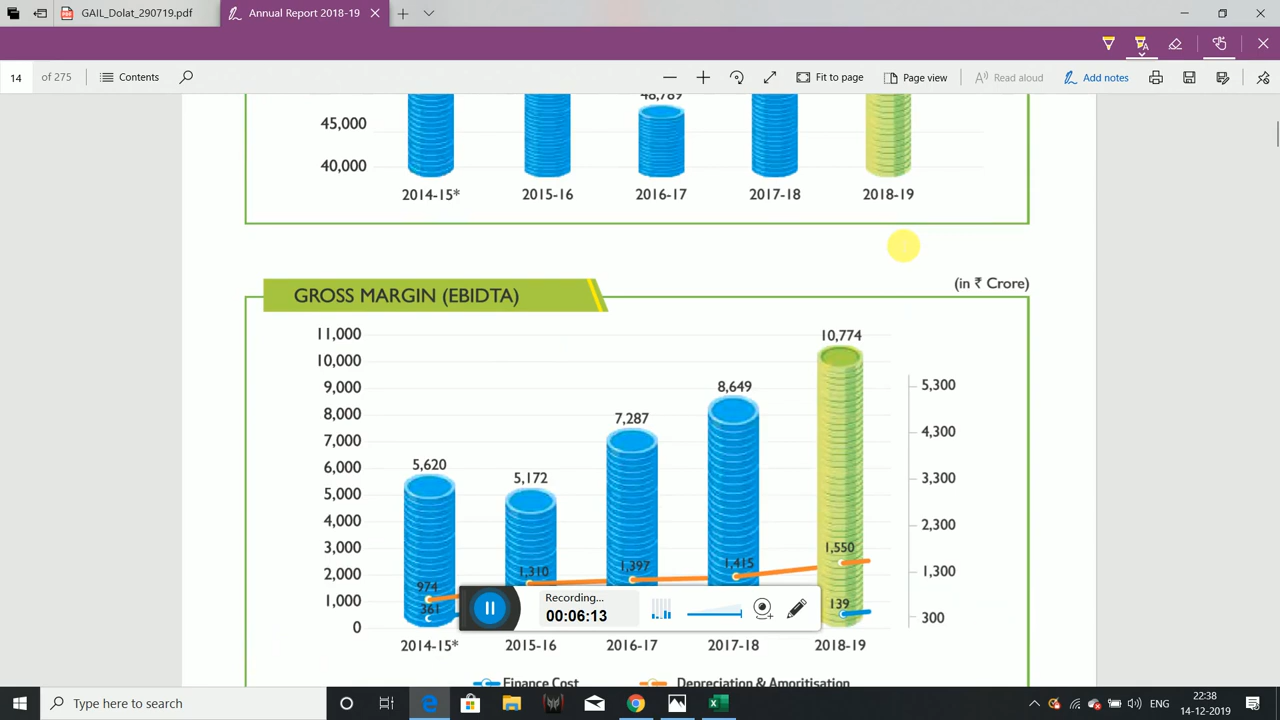 GAIL_Dolat_290719.pdf
Annual Report 2018-19
14 of 275
Contents
Fit to page
Page view
Read aloud
Add notes
48,789
45,000
40,000
2014-15* 2015-16 2016-17 2017-18 2018-19
(in ₹ Crore)
GROSS MARGIN (EBIDTA)
11,000
10,000
9,000
8,000
7,000
6,000
5,000
4,000
3,000
2,000
1,000
0
5,620
5,172
7,287
8,649
10,774
974
1,310
1,397
1,415
1,550
361
139
5,300
4,300
3,300
2,300
1,300
300
2014-15* 2015-16 2016-17 2017-18 2018-19
Finance Cost Depreciation & Amoritisation
Recording...
00:06:13
Type here to search
22:38
14-12-2019